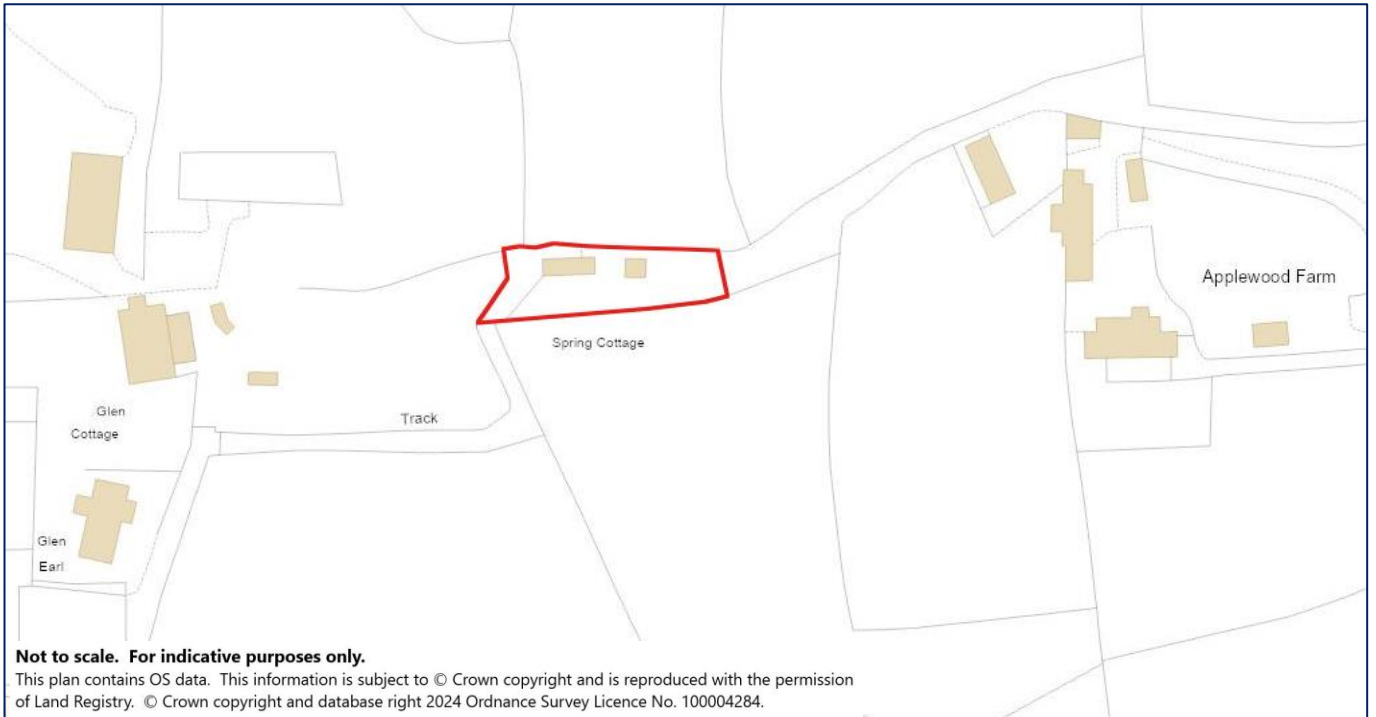 Applewood Farm
Spring Cottage
Glen
Cottage
Track
Glen
Earl
Not to scale. For indicative purposes only.
This plan contains OS data. This information is subject to © Crown copyright and is reproduced with the permission
of Land Registry. © Crown copyright and database right 2024 Ordnance Survey Licence No. 100004284.